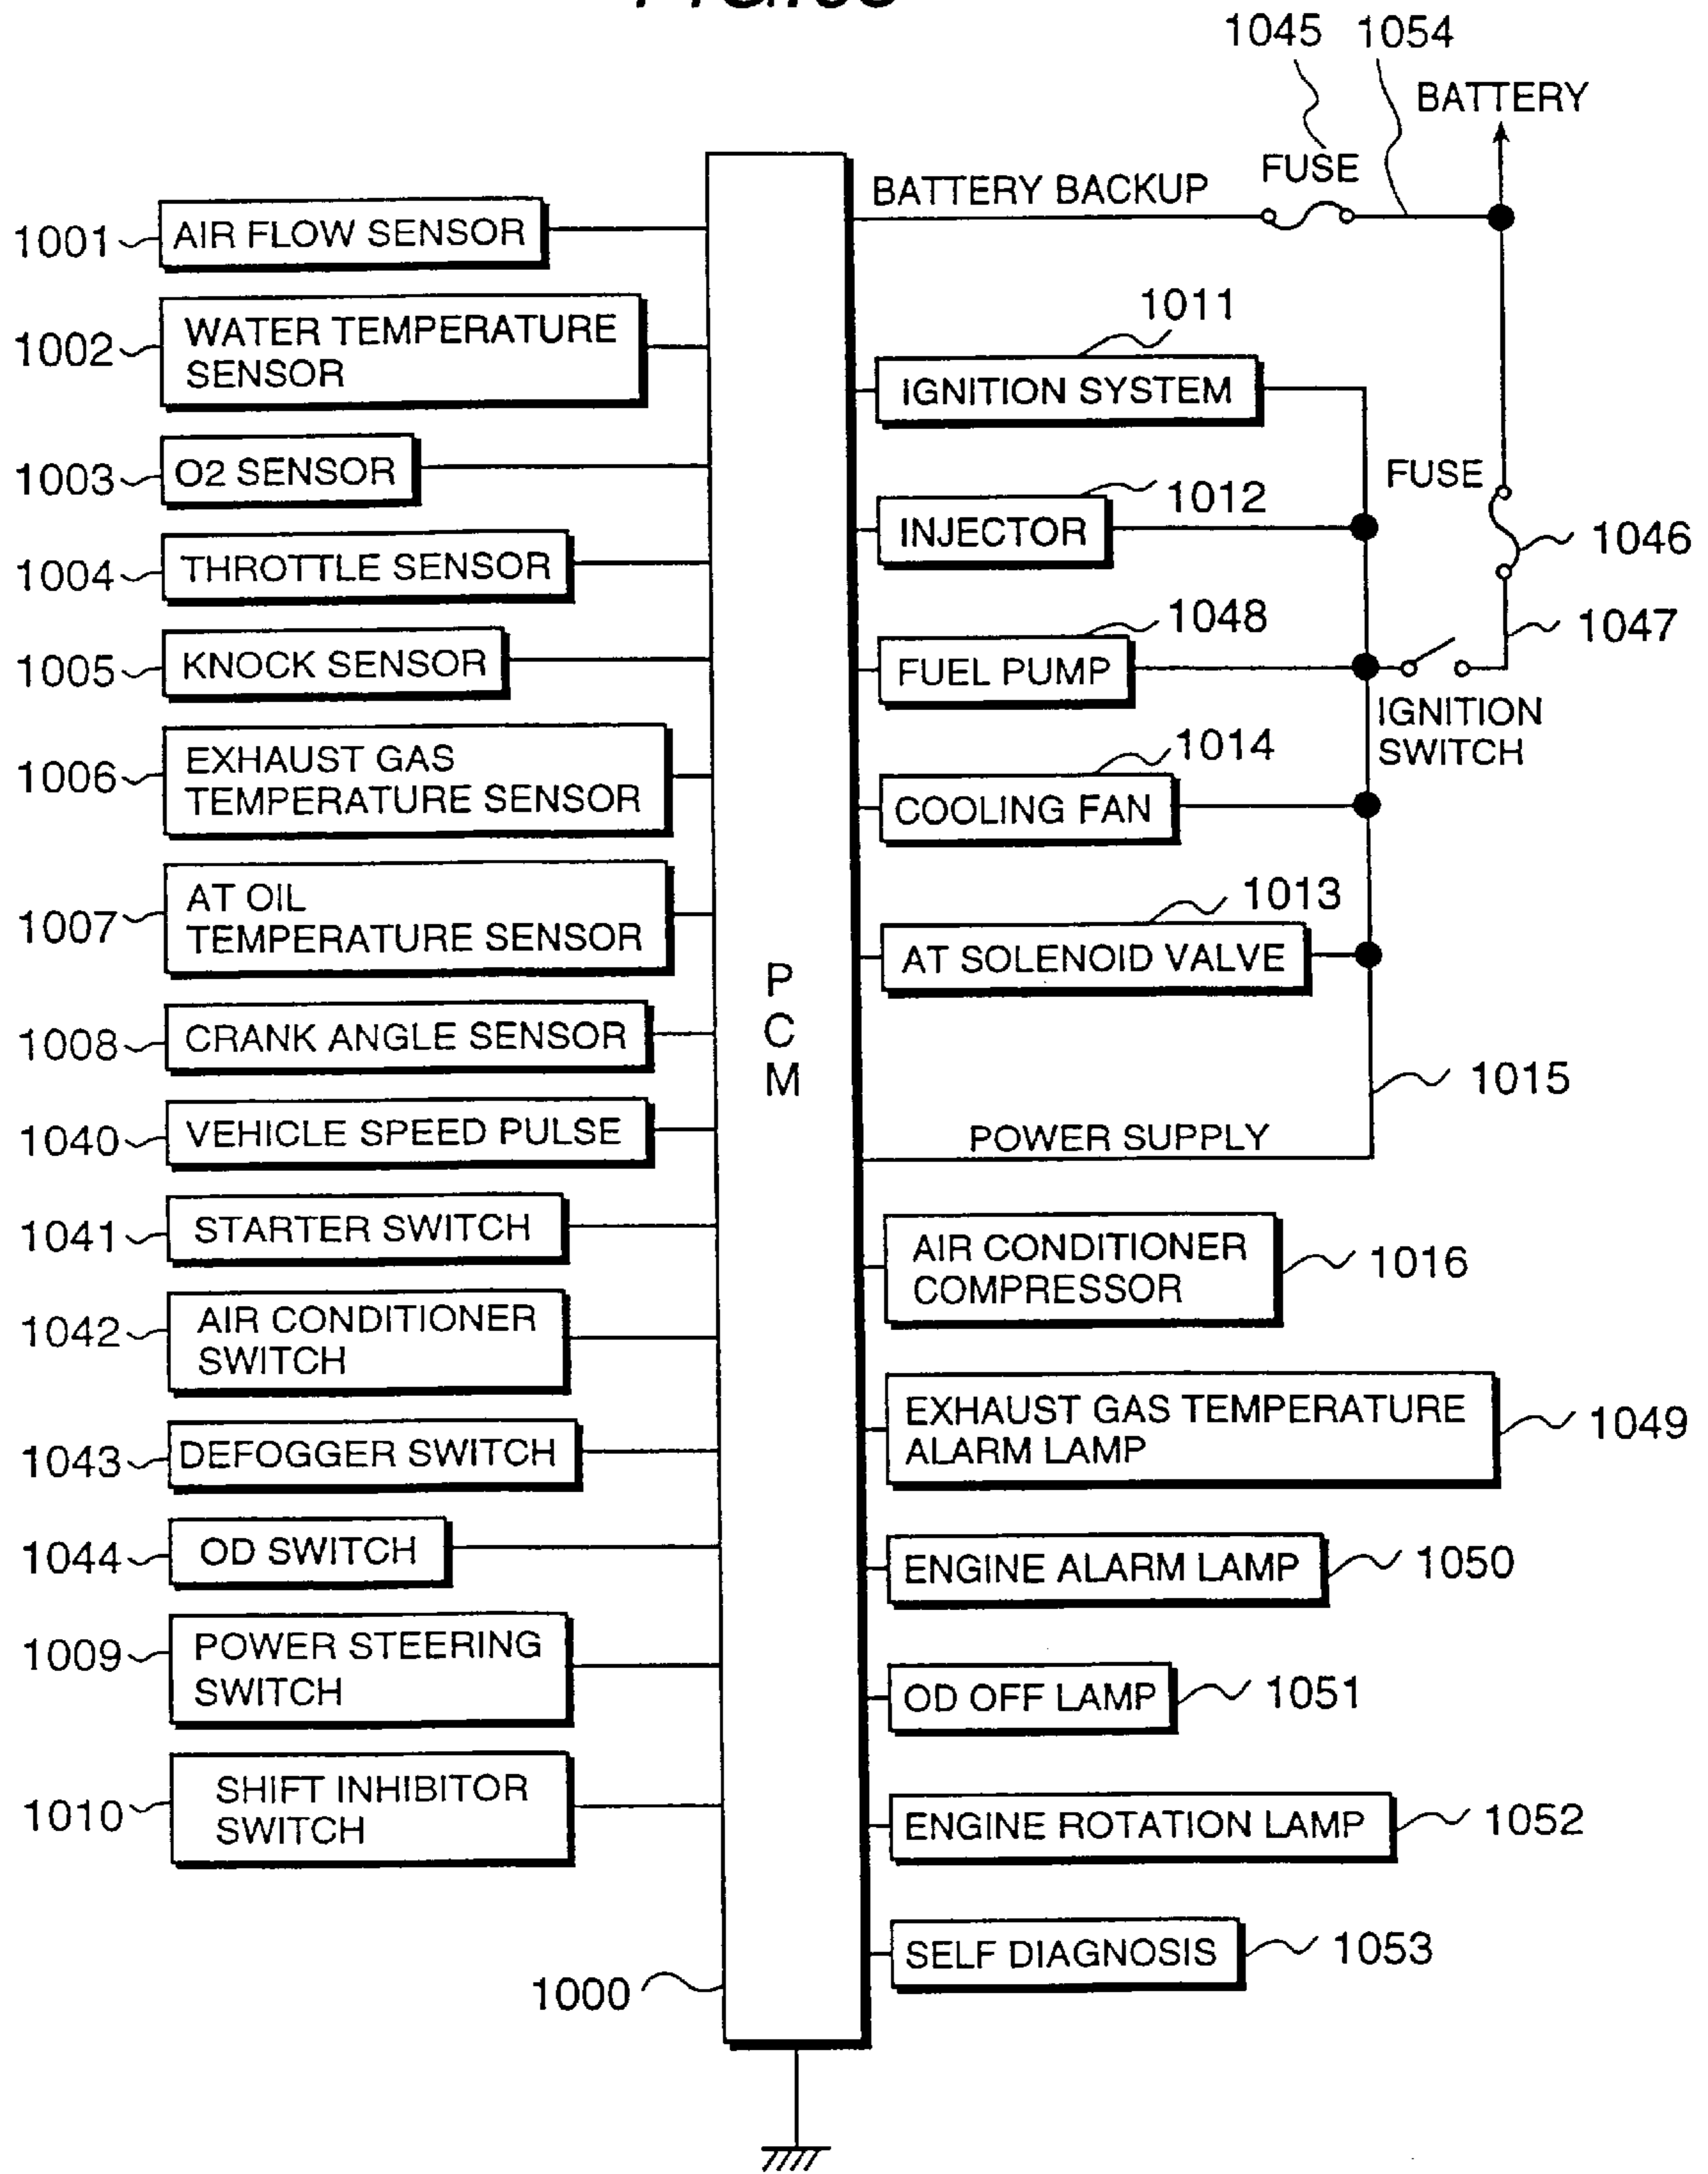 1045 1054
BATTERY
FUSE
BATTERY BACKUP
1001 AIR FLOW SENSOR
1002 WATER TEMPERATURE
SENSOR
1003 O2 SENSOR
1004 THROTTLE SENSOR
1005 KNOCK SENSOR
1006 EXHAUST GAS
TEMPERATURE SENSOR
1007 AT OIL
TEMPERATURE SENSOR
1008 CRANK ANGLE SENSOR
1040 VEHICLE SPEED PULSE
1041 STARTER SWITCH
1042 AIR CONDITIONER
SWITCH
1043 DEFOGGER SWITCH
1044 OD SWITCH
1009 POWER STEERING
SWITCH
1010 SHIFT INHIBITOR
SWITCH
P
C
M
1000
1011
IGNITION SYSTEM
1012
INJECTOR
FUSE
1046
1047
1048
FUEL PUMP
IGNITION
SWITCH
1014
COOLING FAN
1013
AT SOLENOID VALVE
1015
POWER SUPPLY
AIR CONDITIONER
COMPRESSOR
1016
EXHAUST GAS TEMPERATURE
ALARM LAMP
1049
ENGINE ALARM LAMP 1050
OD OFF LAMP 1051
ENGINE ROTATION LAMP 1052
SELF DIAGNOSIS 1053